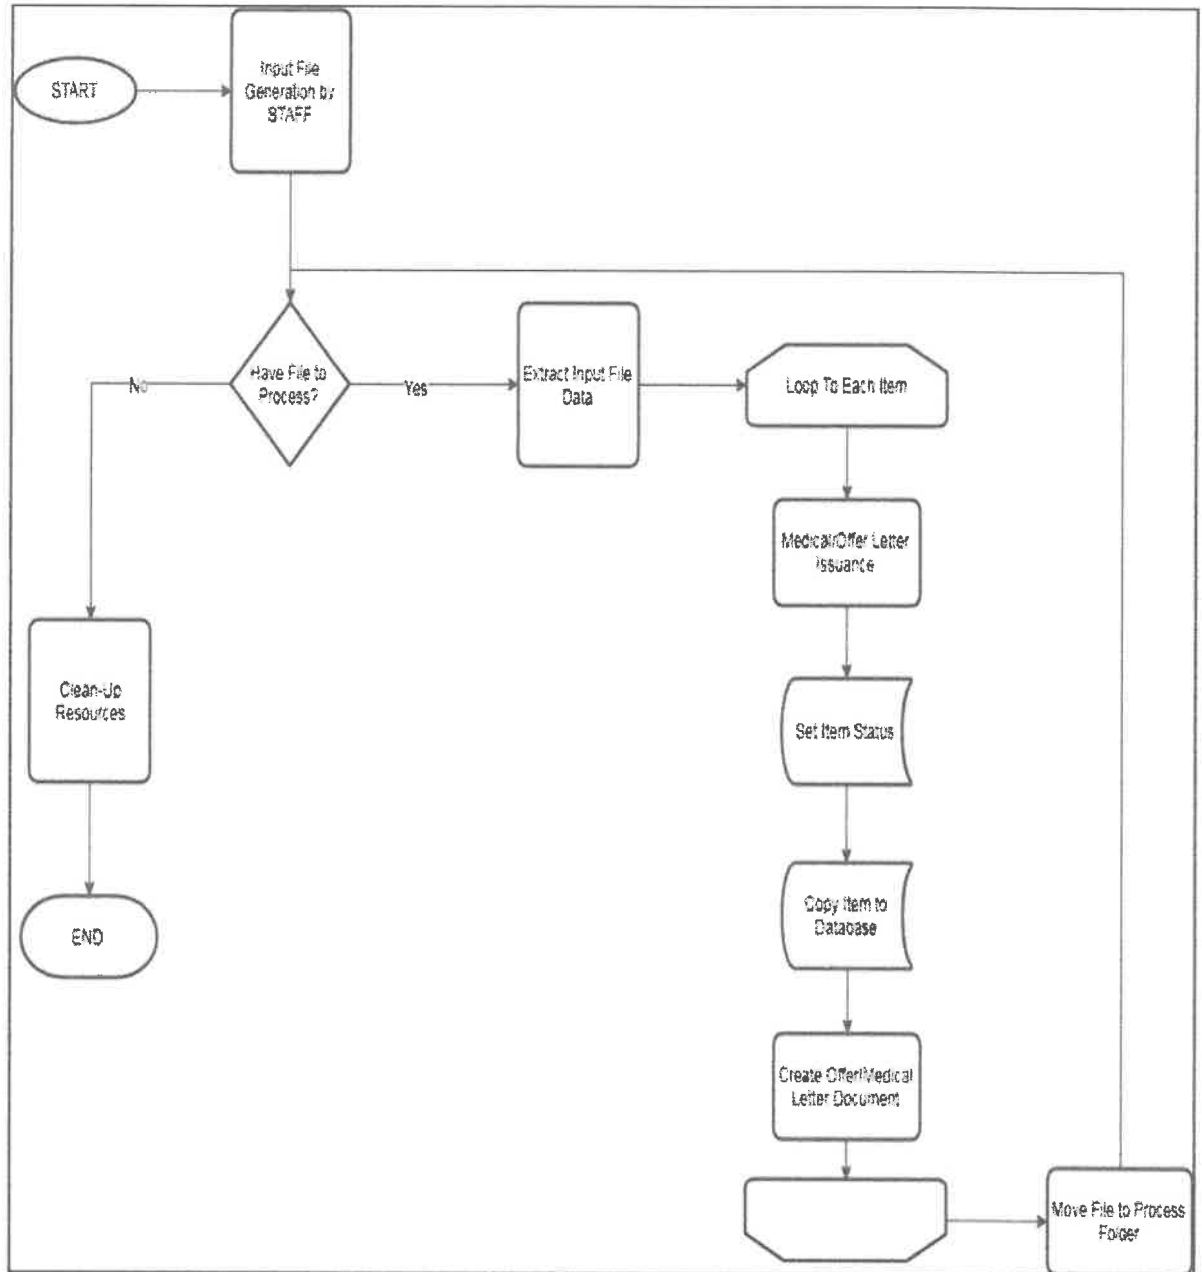 START
Input File
Generation by
STAFF
Have File to
Process?
No
Yes
Extract Input File
Data
Loop To Each Item
Medical/Offer Letter
Issuance
Clean-Up
Resources
Set Item Status
Copy Item to
Database
END
Create Offer/Medical
Letter Document
Move File to Process
Folder